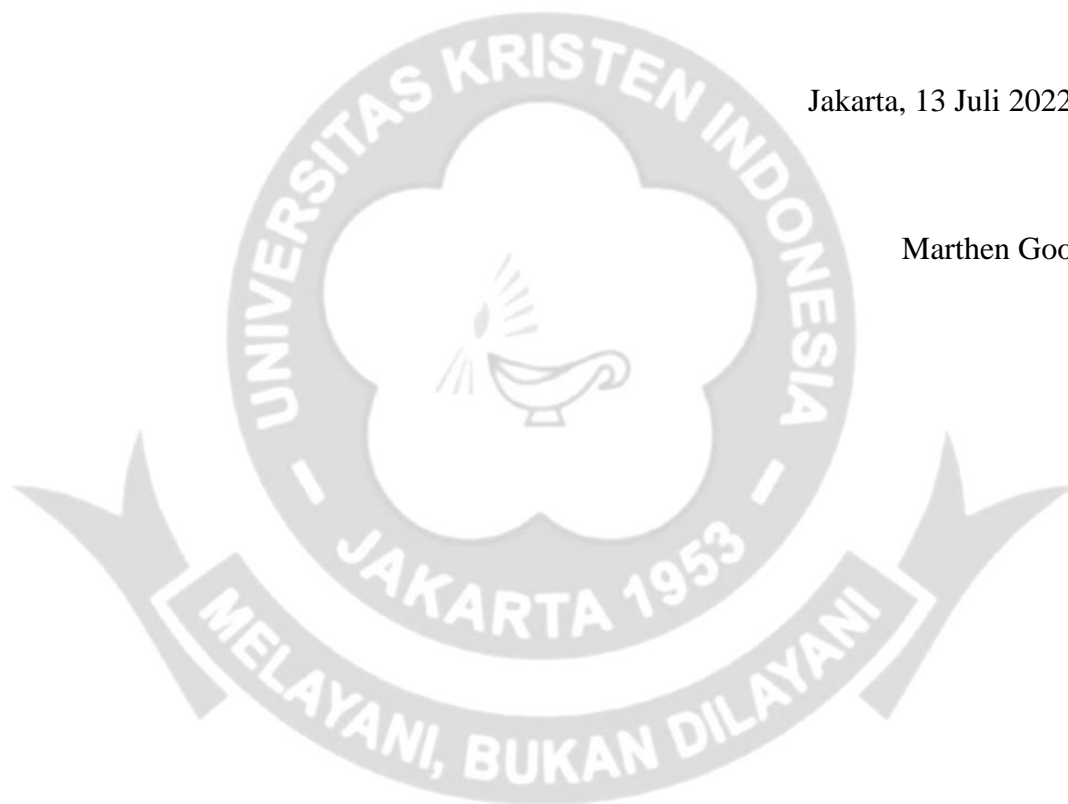 UNIVERSITAS KRISTEN INDONESIA
Jakarta, 13 Juli 2022
Marthen Goo
- JAKARTA 1953 -
MELAYANI, BUKAN DILAYANI